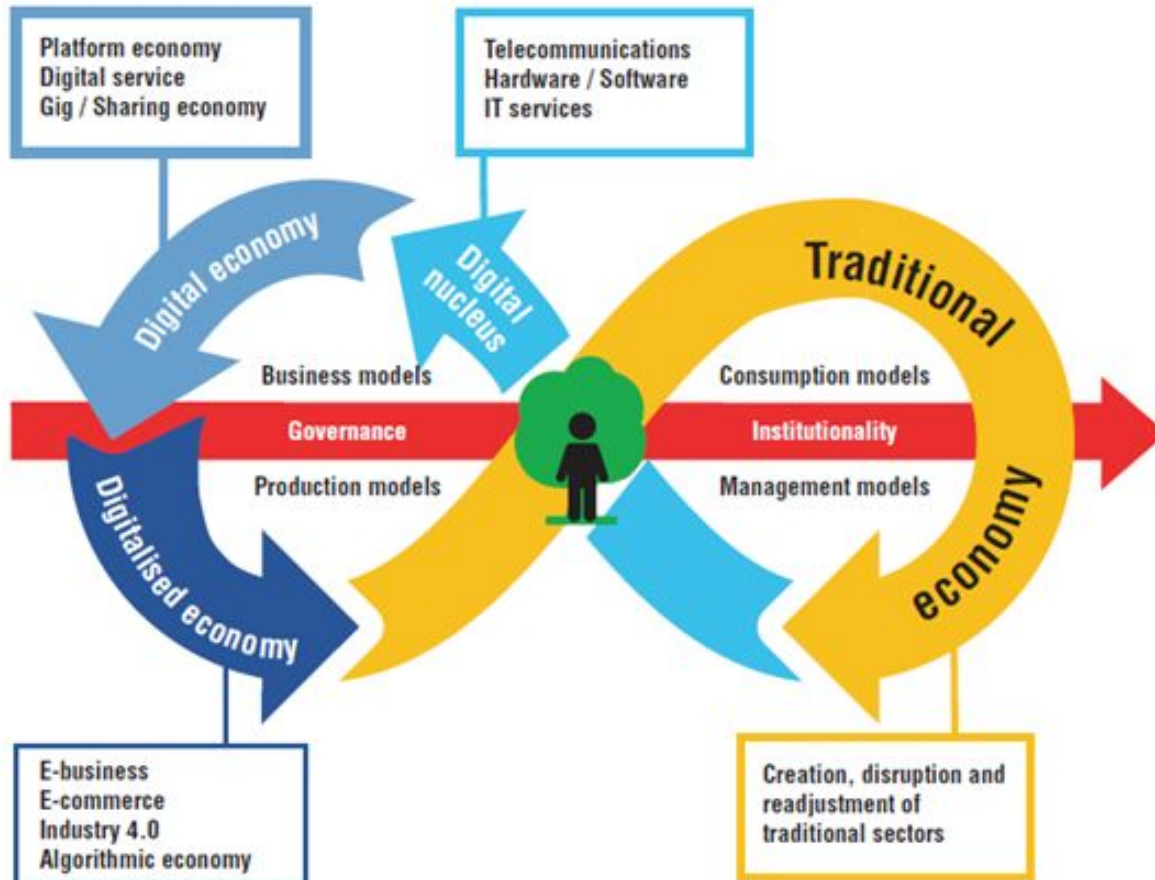 Platform economy
Digital service
Gig / Sharing economy
Telecommunications
Hardware / Software
IT services
Digital economy
Digital
nucleus
Traditional
economy
Business models
Consumption models
Governance
Institutionality
Production models
Management models
Digitalised economy
E-business
E-commerce
Industry 4.0
Algorithmic economy
Creation, disruption and
readjustment of
traditional sectors